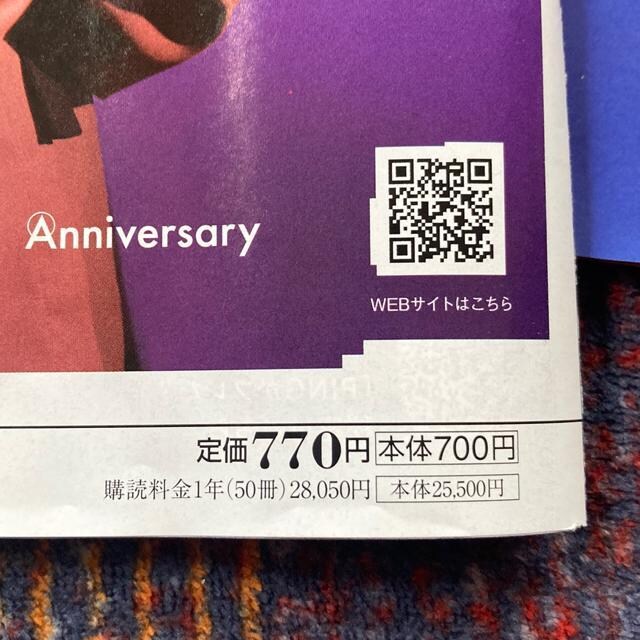 Anniversary
WEBサイトはこちら
定価770円 本体700円
購読料金1年(50冊)28,050円 本体25,500円